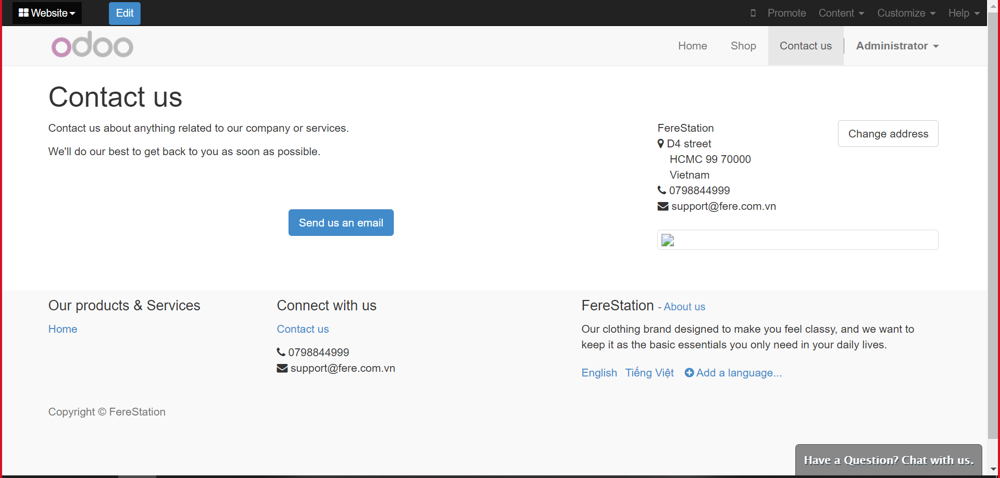 Website
Edit
Promote
Content
Customize
Help
odoo
Home
Shop
Contact us
Administrator
Contact us
Contact us about anything related to our company or services.
We'll do our best to get back to you as soon as possible.
Send us an email
FereStation
D4 street
HCMC 99 70000
Vietnam
0798844999
support@fere.com.vn
Change address
Our products & Services
Home
Connect with us
Contact us
0798844999
support@fere.com.vn
FereStation - About us
Our clothing brand designed to make you feel classy, and we want to
keep it as the basic essentials you only need in your daily lives.
English Tiếng Việt Add a language...
Copyright © FereStation
Have a Question? Chat with us.